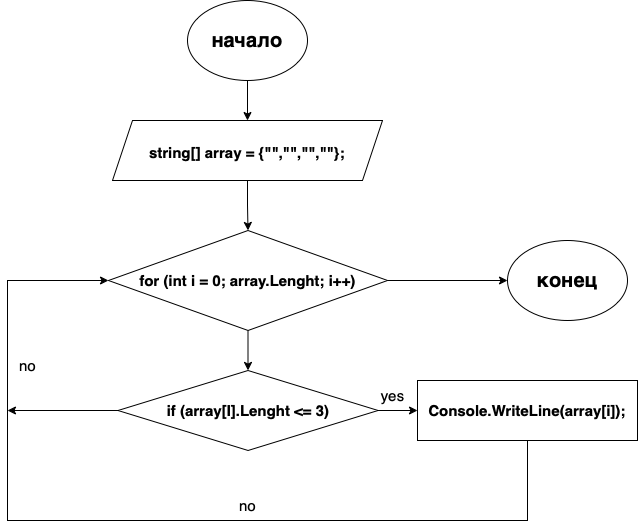 начало
string[] array = {"","","",""};
for (int i = 0; array.Lenght; i++)
конец
no
if (array[I].Lenght <= 3)
yes
Console.WriteLine(array[i]);
no